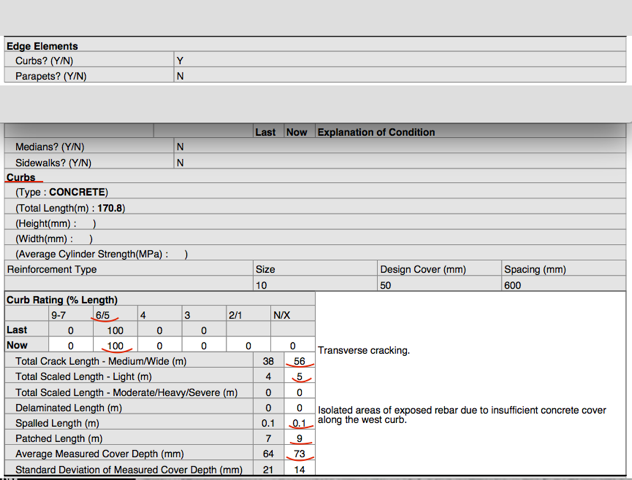 Edge Elements
Curbs? (Y/N) Y
Parapets? (Y/N) N
Last Now Explanation of Condition
Medians? (Y/N) N
Sidewalks? (Y/N) N
Curbs
(Type : CONCRETE)
(Total Length(m) : 170.8)
(Height(mm) : )
(Width(mm) : )
(Average Cylinder Strength(MPa) : )
Reinforcement Type Size Design Cover (mm) Spacing (mm)
10 50 600
Curb Rating (% Length)
9-7 6/5 4 3 2/1 N/X
Last 0 100 0 0
Now 0 100 0 0 0 0
Transverse cracking.
Total Crack Length - Medium/Wide (m) 38 56
Total Scaled Length - Light (m) 4 5
Total Scaled Length - Moderate/Heavy/Severe (m) 0 0
Delaminated Length (m) 0 0
Isolated areas of exposed rebar due to insufficient concrete cover
along the west curb.
Spalled Length (m) 0.1 0.1
Patched Length (m) 7 9
Average Measured Cover Depth (mm) 64 73
Standard Deviation of Measured Cover Depth (mm) 21 14